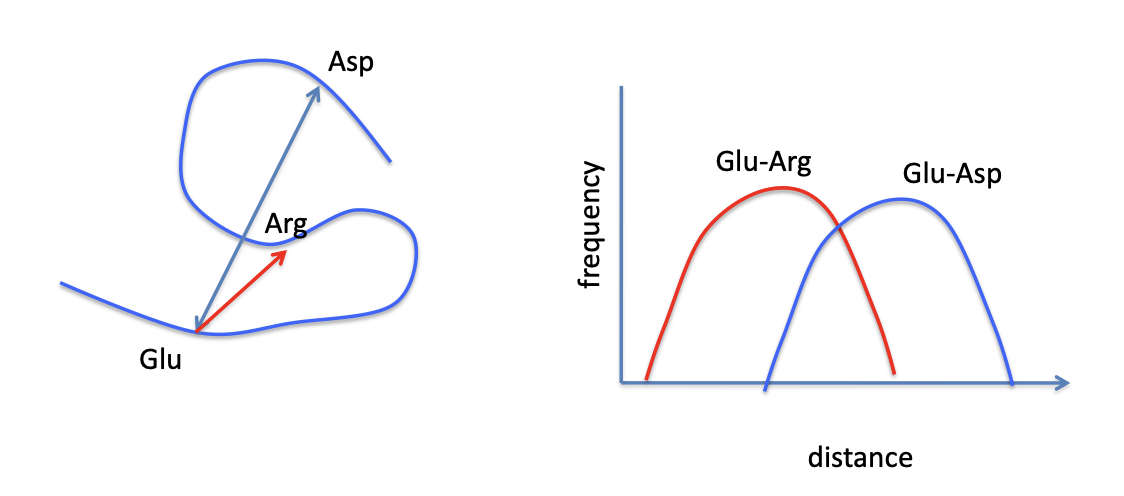 Asp
Arg
Glu
Glu-Arg
Glu-Asp
frequency
distance